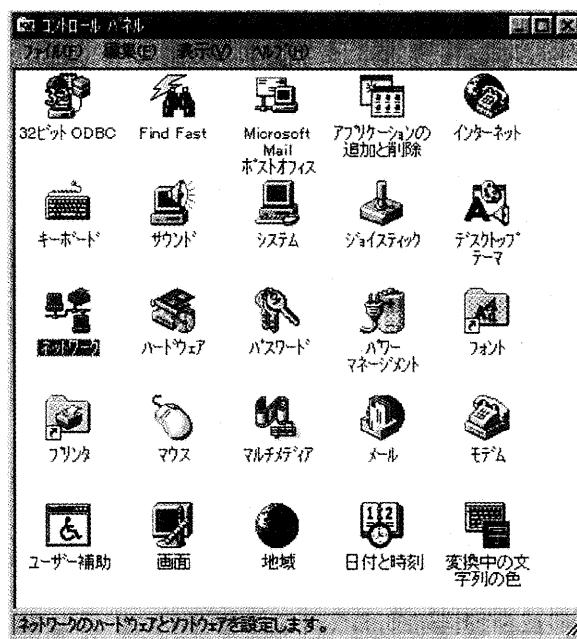 コントロール パネル
ファイル(F) 編集(E) 表示(V) ヘルプ(H)
32ビット ODBC
Find Fast
Microsoft
Mail
ポストオフィス
アプリケーションの
追加と削除
インターネット
キーボード
サウンド
システム
ジョイスティック
デスクトップ
テーマ
ネットワーク
ハードウェア
パスワード
パワー
マネージメント
フォント
プリンタ
マウス
マルチメディア
メール
モデム
ユーザー補助
画面
地域
日付と時刻
変換中の文
字列の色
ネットワークのハードウェアとソフトウェアを設定します。